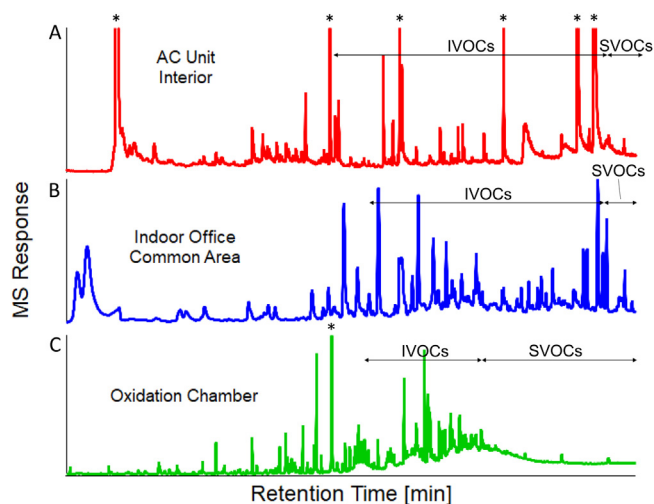 * * * * * *
A
AC Unit
Interior
IVOCs
SVOCs
B
Indoor Office
Common Area
IVOCs
SVOCs
MS Response
C
*
Oxidation Chamber
IVOCs
SVOCs
Retention Time [min]